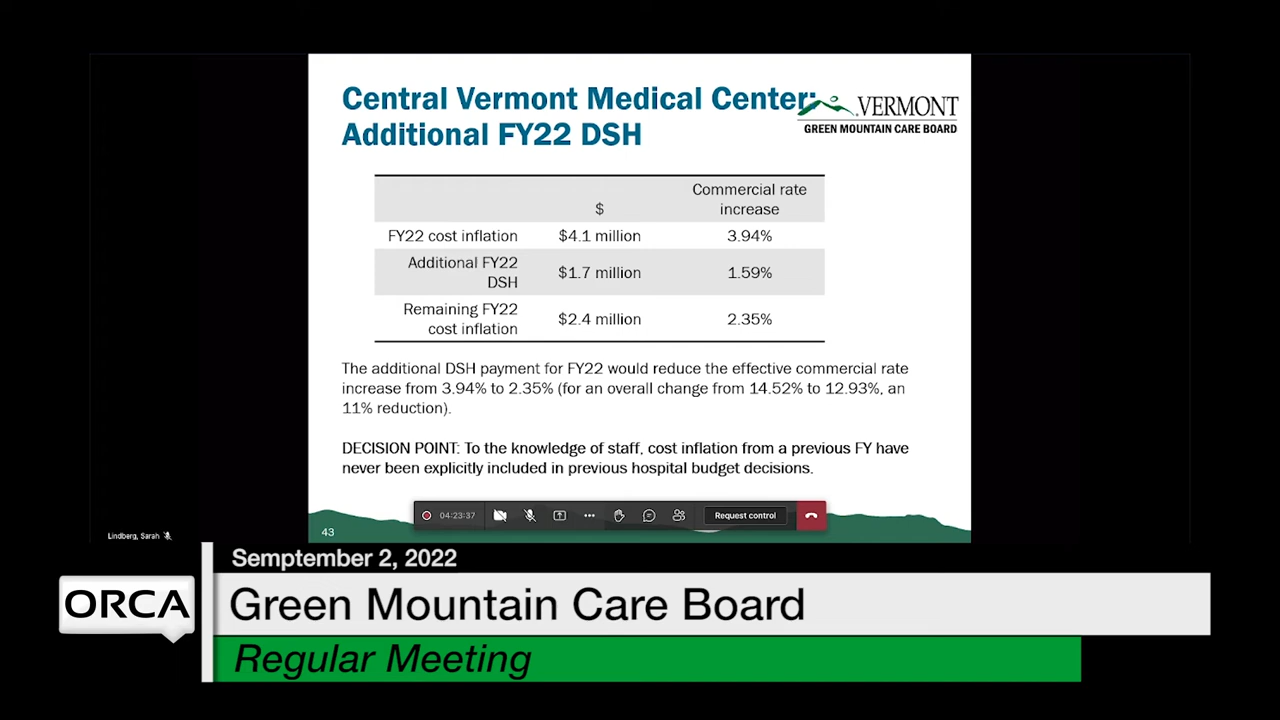 Central Vermont Medical Center:
Additional FY22 DSH
VERMONT
GREEN MOUNTAIN CARE BOARD
Commercial rate
$ increase
FY22 cost inflation $4.1 million 3.94%
Additional FY22
DSH $1.7 million 1.59%
Remaining FY22
cost inflation $2.4 million 2.35%
The additional DSH payment for FY22 would reduce the effective commercial rate
increase from 3.94% to 2.35% (for an overall change from 14.52% to 12.93%, an
11% reduction).
DECISION POINT: To the knowledge of staff, cost inflation from a previous FY have
never been explicitly included in previous hospital budget decisions.
04:23:37 Request control
43
Lindberg, Sarah
Semptember 2, 2022
ORCA
Green Mountain Care Board
Regular Meeting